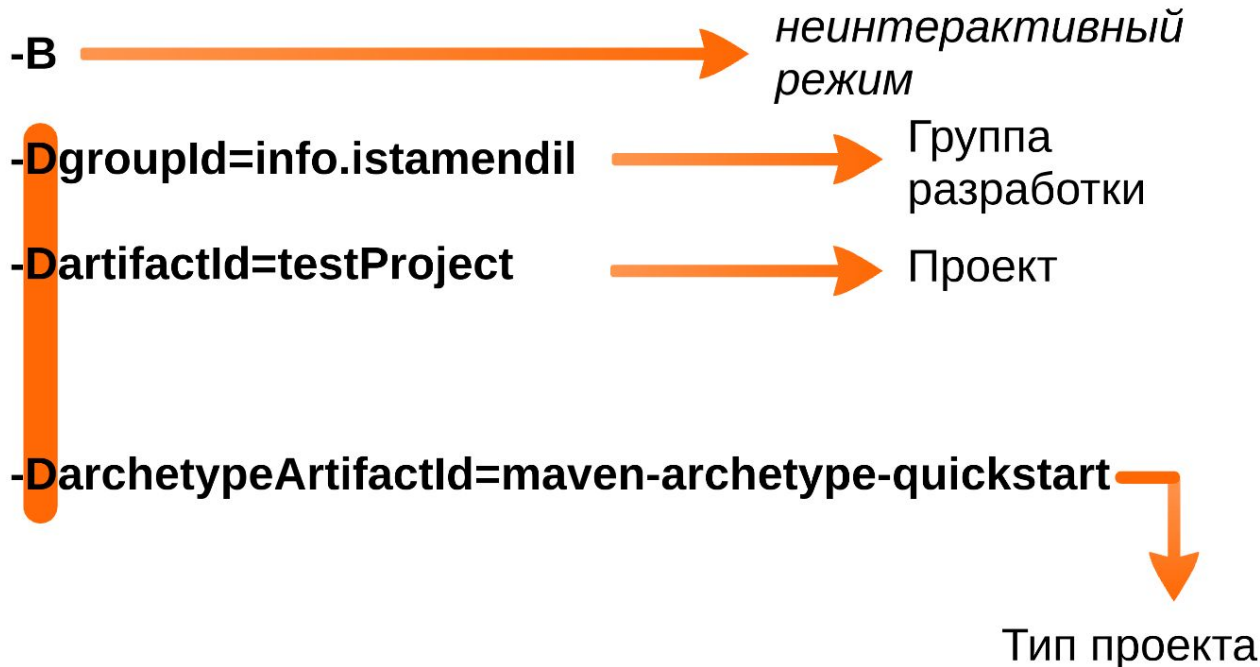 -B
неинтерактивный
режим
-DgroupId=info.istamendil
Группа
разработки
-DartifactId=testProject
Проект
-DarchetypeArtifactId=maven-archetype-quickstart
Тип проекта